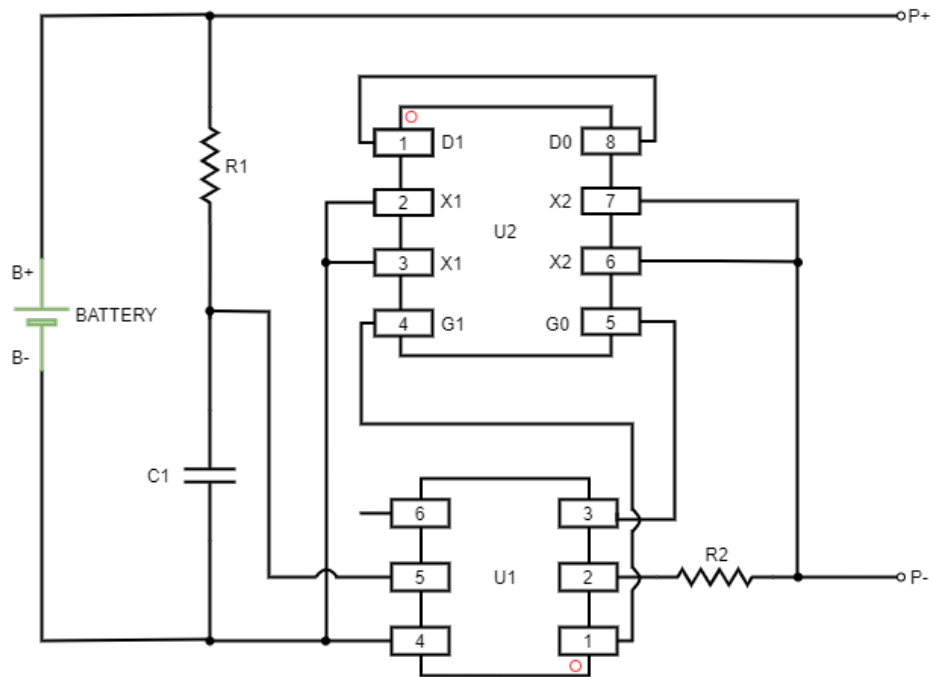 P+
1 D1 D0 8
R1
2 X1 X2 7
U2
B+
3 X1 X2 6
BATTERY
4 G1 G0 5
B-
C1
6 3
R2
5 U1 2 P-
4 1